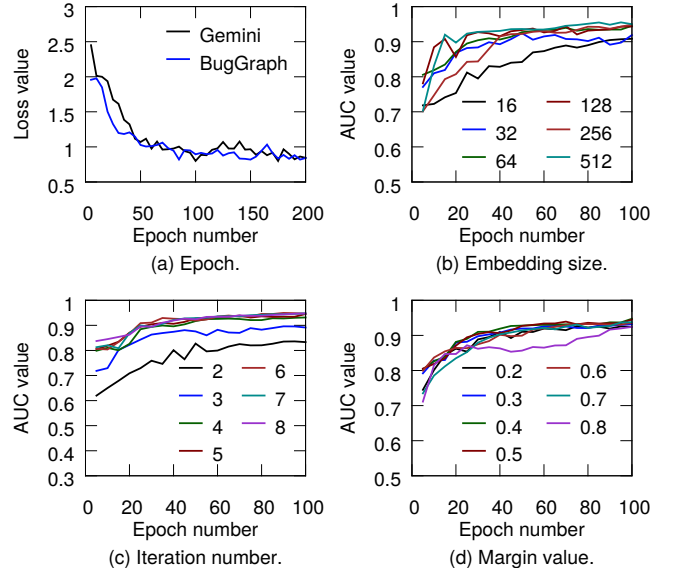 3
2.5
2
1.5
1
0.5
Loss value
Gemini
BugGraph
0 50 100 150 200
Epoch number
(a) Epoch.
1
0.9
0.8
0.7
0.6
0.5
AUC value
16 128
32 256
64 512
0 20 40 60 80 100
Epoch number
(b) Embedding size.
1
0.9
0.8
0.7
0.6
0.5
0.4
0.3
AUC value
2 6
3 7
4 8
5
0 20 40 60 80 100
Epoch number
(c) Iteration number.
1
0.9
0.8
0.7
0.6
0.5
AUC value
0.2 0.6
0.3 0.7
0.4 0.8
0.5
0 20 40 60 80 100
Epoch number
(d) Margin value.